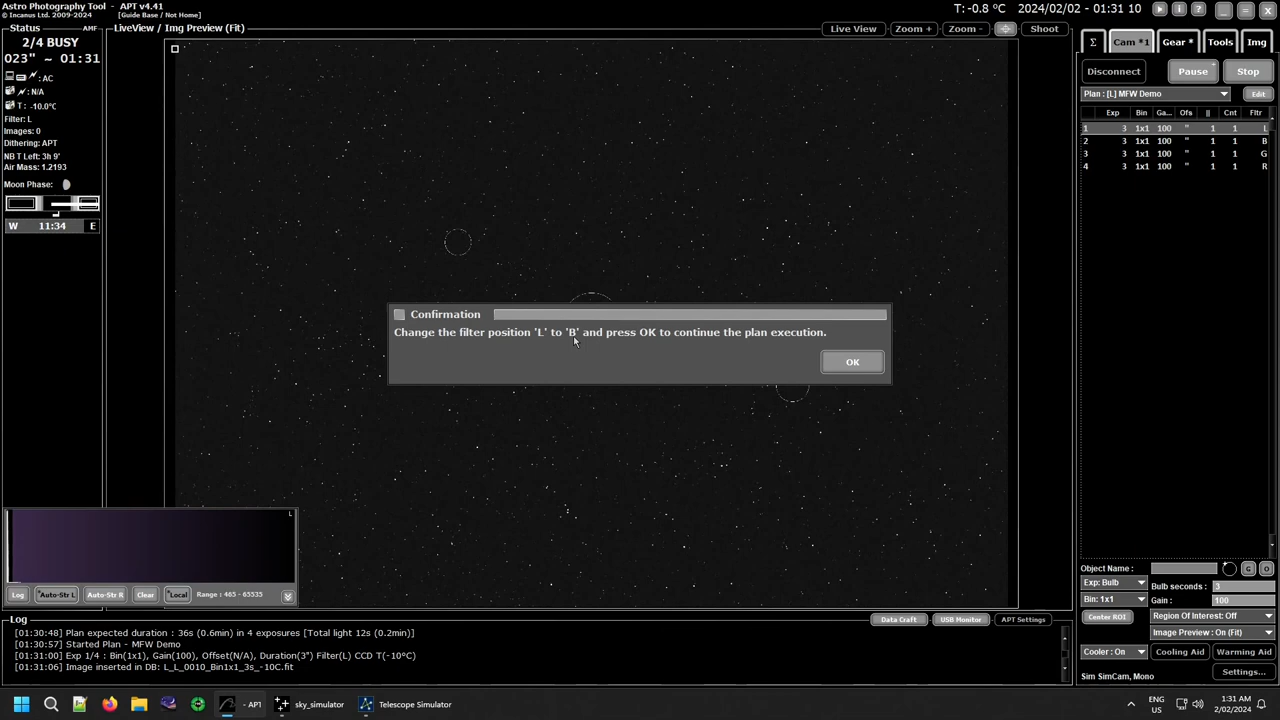 Astro Photography Tool - APT v4.41
© Incanus Ltd. 2009-2024 [Guide Base / Not Home]
T: -0.8 °C 2024/02/02 - 01:31 10
Status AHF
2/4 BUSY
023" ~ 01:31
: AC
: N/A
T : -10.0°C
Filter: L
Images: 0
Dithering: APT
NB T Left: 3h 9'
Air Mass: 1.2193
Moon Phase:
W 11:34 E
LiveView / Img Preview (Fit)
Live View Zoom + Zoom - Shoot
Σ Cam *1 Gear * Tools Img
Disconnect Pause + Stop
Plan : [L] MFW Demo Edit
Exp Bin Ga... Ofs || Cnt Fltr
1 3 1x1 100 " 1 1 L
2 3 1x1 100 " 1 1 B
3 3 1x1 100 " 1 1 G
4 3 1x1 100 " 1 1 R
Confirmation
Change the filter position 'L' to 'B' and press OK to continue the plan execution.
OK
L
Log *Auto-Str L Auto-Str R Clear *Local Range : 465 - 65535
Object Name : G O
Exp: Bulb Bulb seconds : 3
Bin: 1x1 Gain : 100
Center ROI Region Of Interest: Off
Image Preview : On (Fit)
Cooler : On Cooling Aid Warming Aid
Sim SimCam, Mono Settings...
Log Data Craft USB Monitor APT Settings
[01:30:48] Plan expected duration : 36s (0.6min) in 4 exposures [Total light 12s (0.2min)]
[01:30:57] Started Plan - MFW Demo
[01:31:00] Exp 1/4 : Bin(1x1), Gain(100), Offset(N/A), Duration(3") Filter(L) CCD T(-10°C)
[01:31:06] Image inserted in DB: L_L_0010_Bin1x1_3s_-10C.fit
- APT sky_simulator Telescope Simulator
ENG
US
1:31 AM
2/02/2024